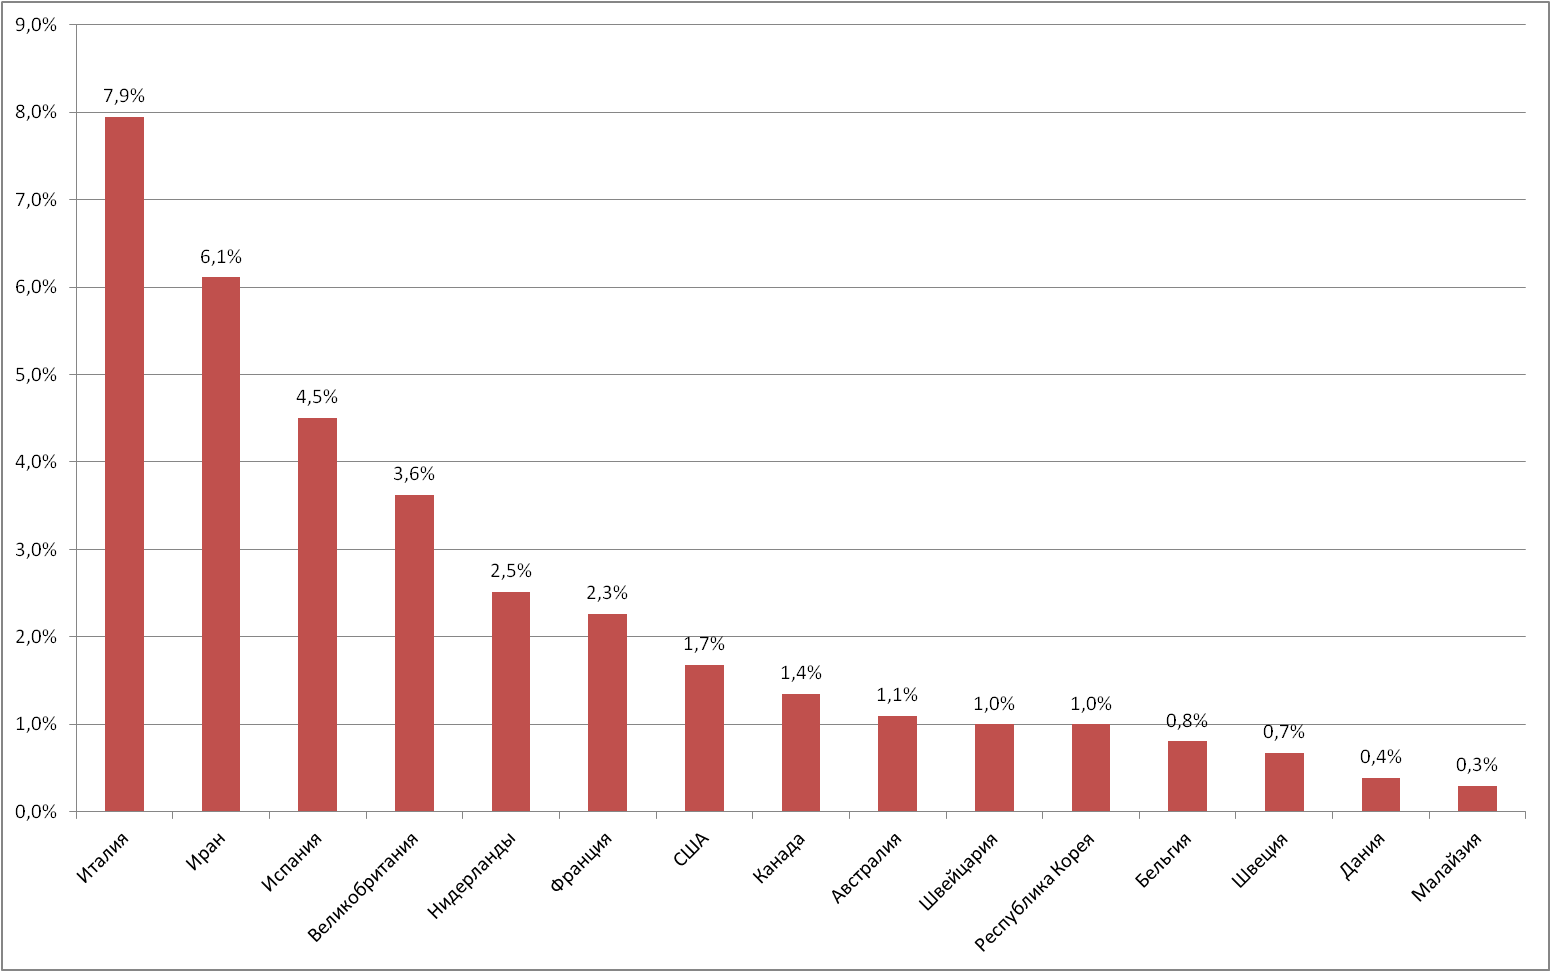 9,0%
8,0%
7,0%
6,0%
5,0%
4,0%
3,0%
2,0%
1,0%
0,0%
7,9%
6,1%
4,5%
3,6%
2,5%
2,3%
1,7%
1,4%
1,1%
1,0%
1,0%
0,8%
0,7%
0,4%
0,3%
Италия
Иран
Испания
Великобритания
Нидерланды
Франция
США
Канада
Австралия
Швейцария
Республика Корея
Бельгия
Швеция
Дания
Малайзия